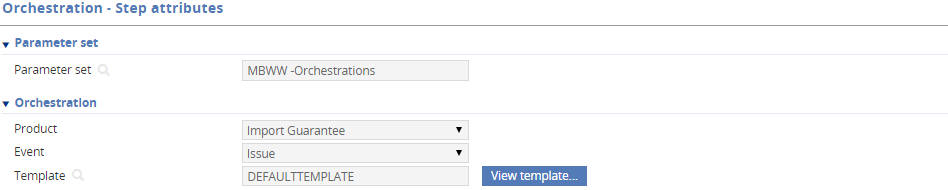 Orchestration - Step attributes
Parameter set
Parameter set MBWW -Orchestrations
Orchestration
Product Import Guarantee
Event Issue
Template DEFAULTTEMPLATE View template...